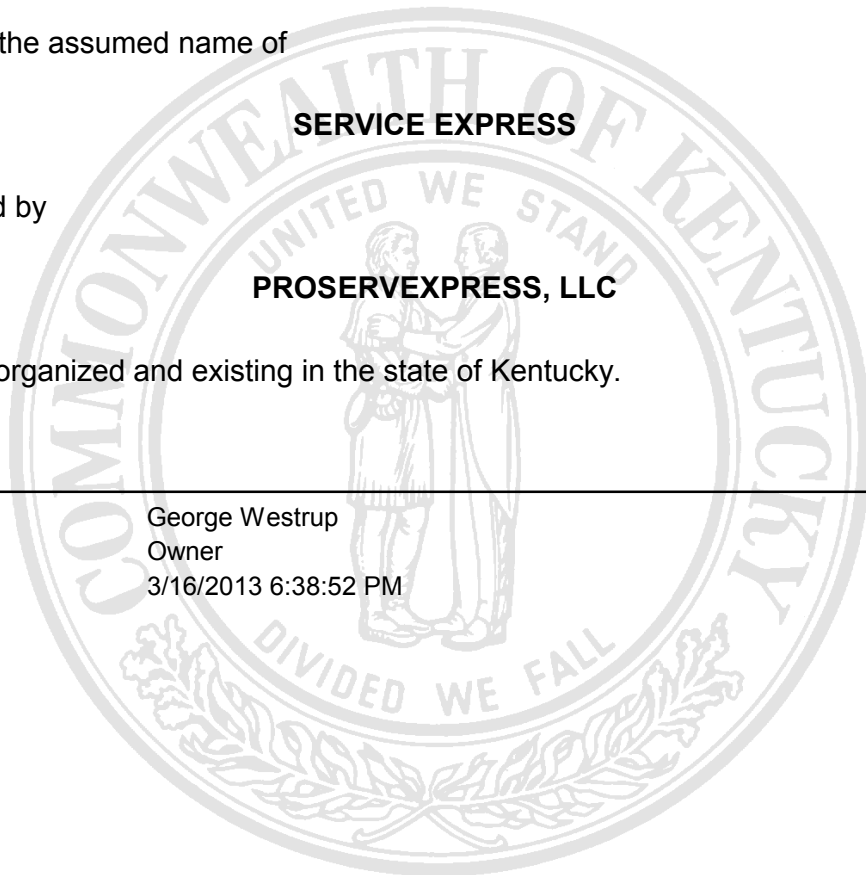 the assumed name of
SERVICE EXPRESS
d by
PROSERVEXPRESS, LLC
organized and existing in the state of Kentucky.
George Westrup
Owner
3/16/2013 6:38:52 PM
COMMONWEALTH OF KENTUCKY
UNITED WE STAND
DIVIDED WE FALL